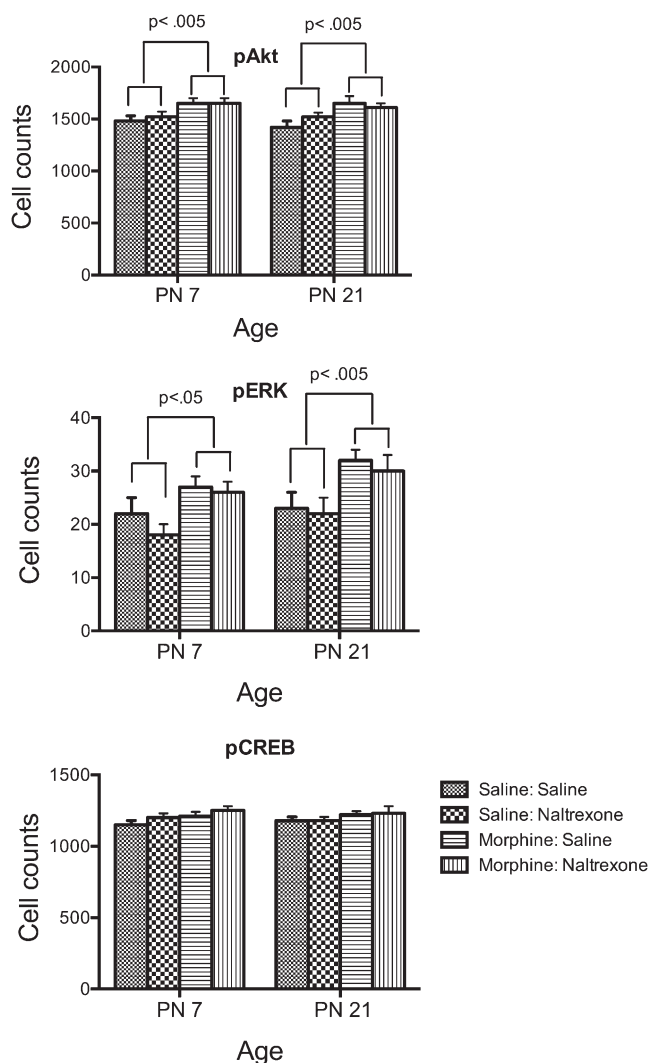 p< .005
p< .005
pAkt
2000
1500
1000
500
0
Cell counts
PN 7
PN 21
Age
p<.05
p< .005
pERK
40
30
20
10
0
Cell counts
PN 7
PN 21
Age
pCREB
1500
1000
500
0
Cell counts
PN 7
PN 21
Age
Saline: Saline
Saline: Naltrexone
Morphine: Saline
Morphine: Naltrexone